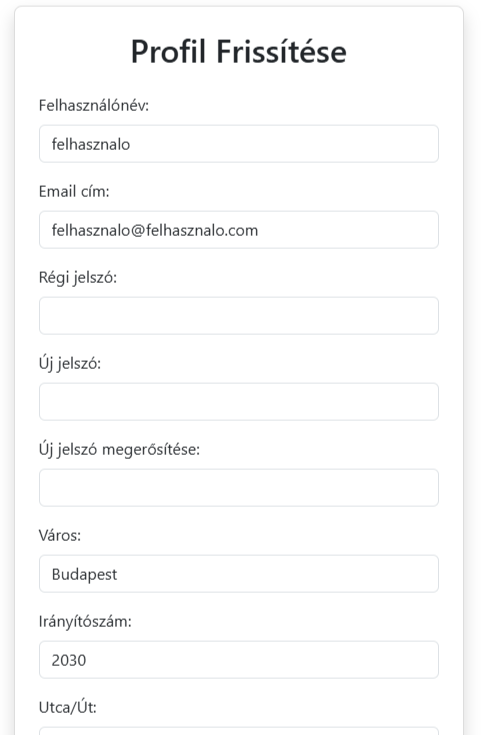 Profil Frissítése
Felhasználónév:
felhasznalo
Email cím:
felhasznalo@felhasznalo.com
Régi jelszó:
Új jelszó:
Új jelszó megerősítése:
Város:
Budapest
Irányítószám:
2030
Utca/Út: